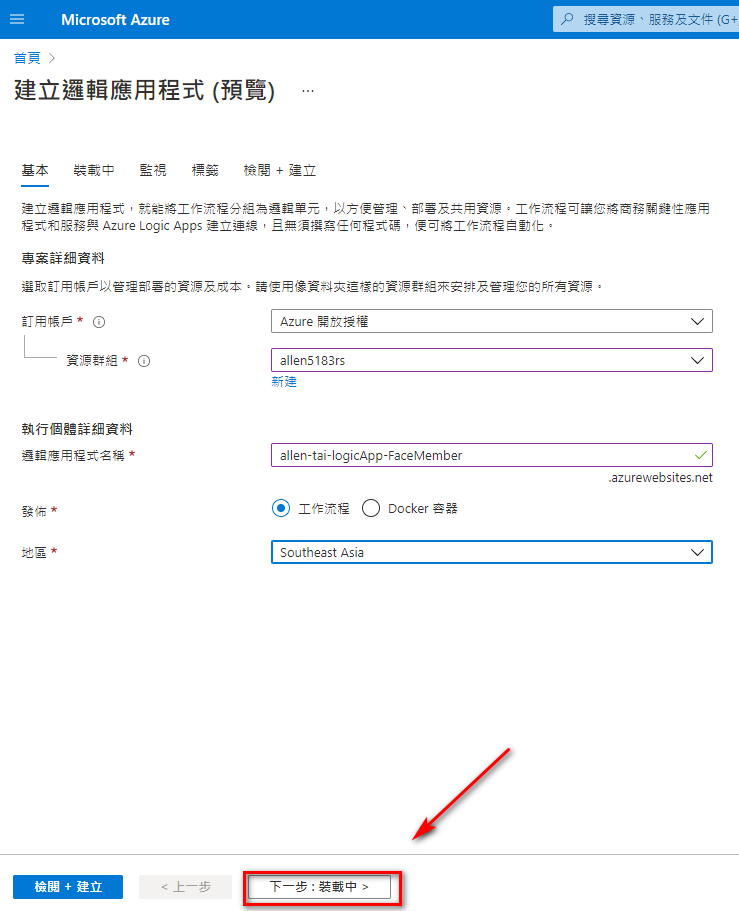 Microsoft Azure
搜尋資源、服務及文件 (G+
首頁 >
建立邏輯應用程式 (預覽) ...
基本 裝載中 監視 標籤 檢閱 + 建立
建立邏輯應用程式，就能將工作流程分組為邏輯單元，以方便管理、部署及共用資源。工作流程可讓您將商務關鍵性應用
程式和服務與 Azure Logic Apps 建立連線，且無須撰寫任何程式碼，便可將工作流程自動化。
專案詳細資料
選取訂用帳戶以管理部署的資源及成本。請使用像資料夾這樣的資源群組來安排及管理您的所有資源。
訂用帳戶 * Azure 開放授權
資源群組 * allen5183rs
新建
執行個體詳細資料
邏輯應用程式名稱 * allen-tai-logicApp-FaceMember
.azurewebsites.net
發佈 * 工作流程 Docker 容器
地區 * Southeast Asia
檢閱 + 建立 < 上一步 下一步 : 裝載中 >